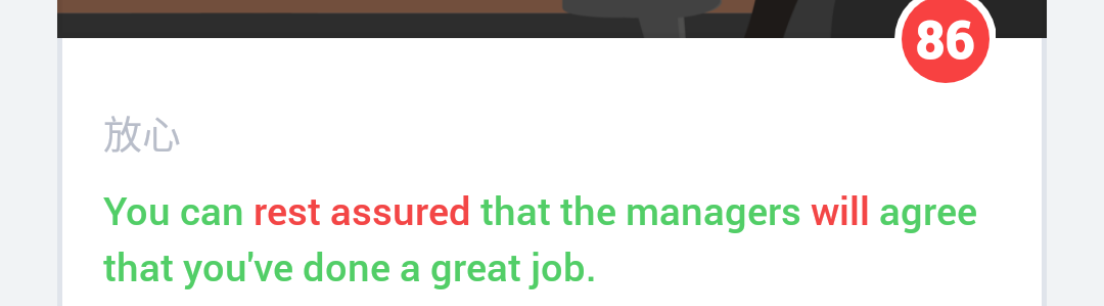 86
放心
You can rest assured that the managers will agree
that you've done a great job.